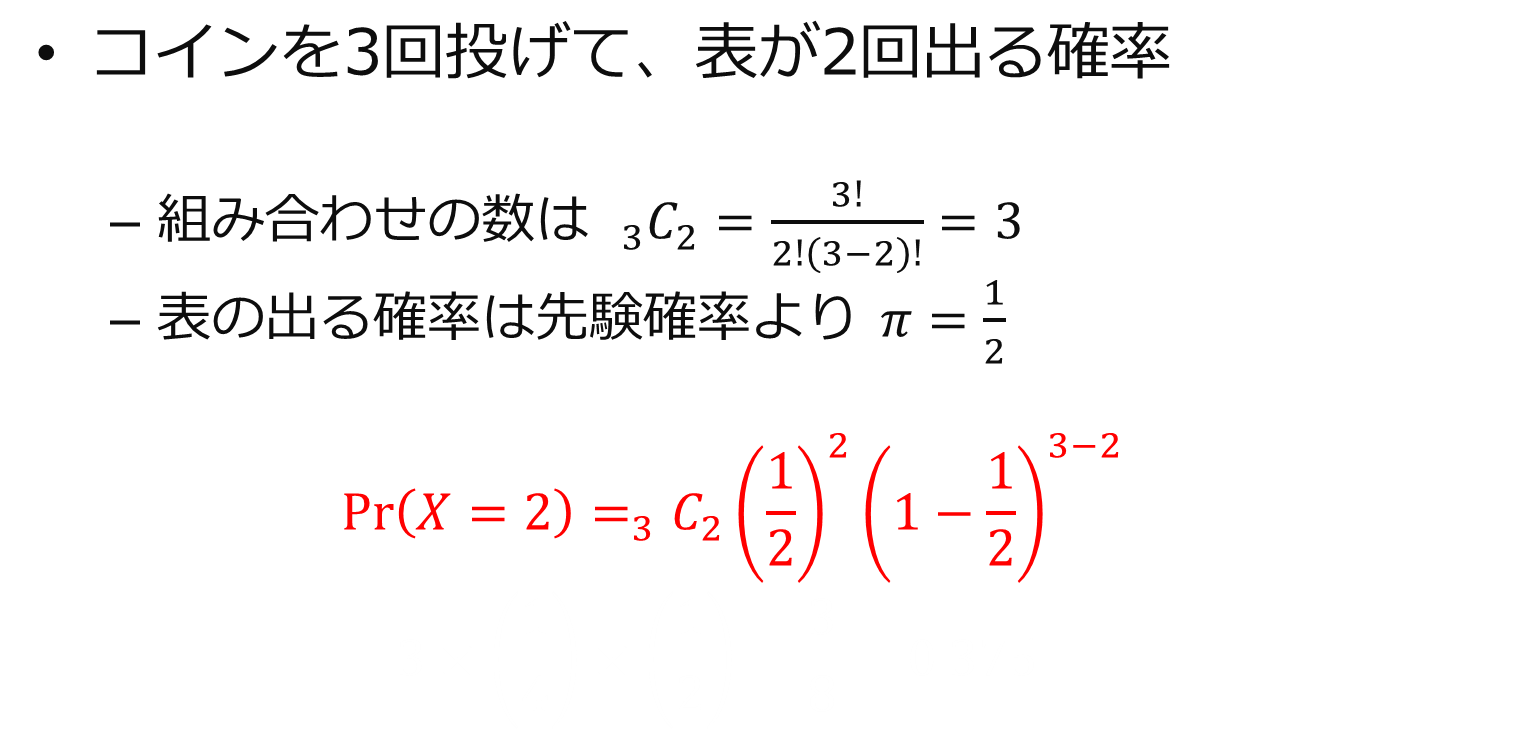 • コインを3回投げて、表が2回出る確率
– 組み合わせの数は ₃C₂ = 3!/(2!(3−2)!) = 3
– 表の出る確率は先験確率より π = 1/2
Pr(X = 2) =₃ C₂ (1/2)² (1 − 1/2)³⁻²